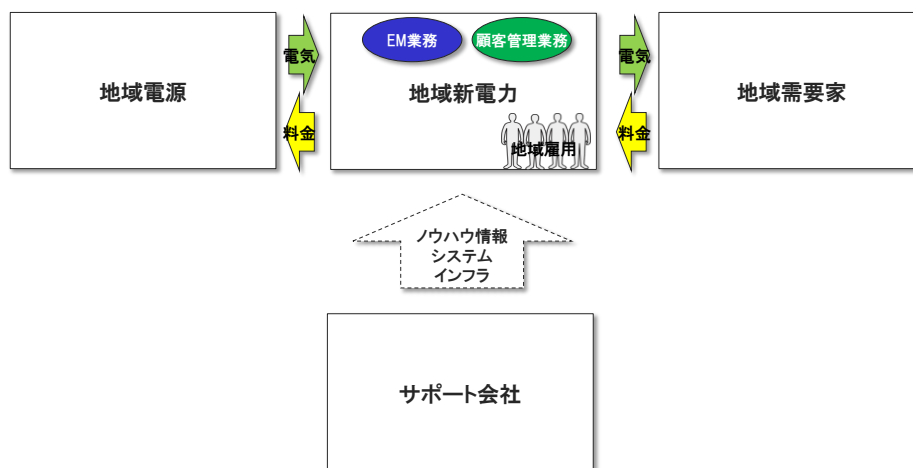 EM業務
顧客管理業務
電気
電気
地域電源
地域新電力
地域需要家
料金
料金
地域雇用
ノウハウ情報
システム
インフラ
サポート会社